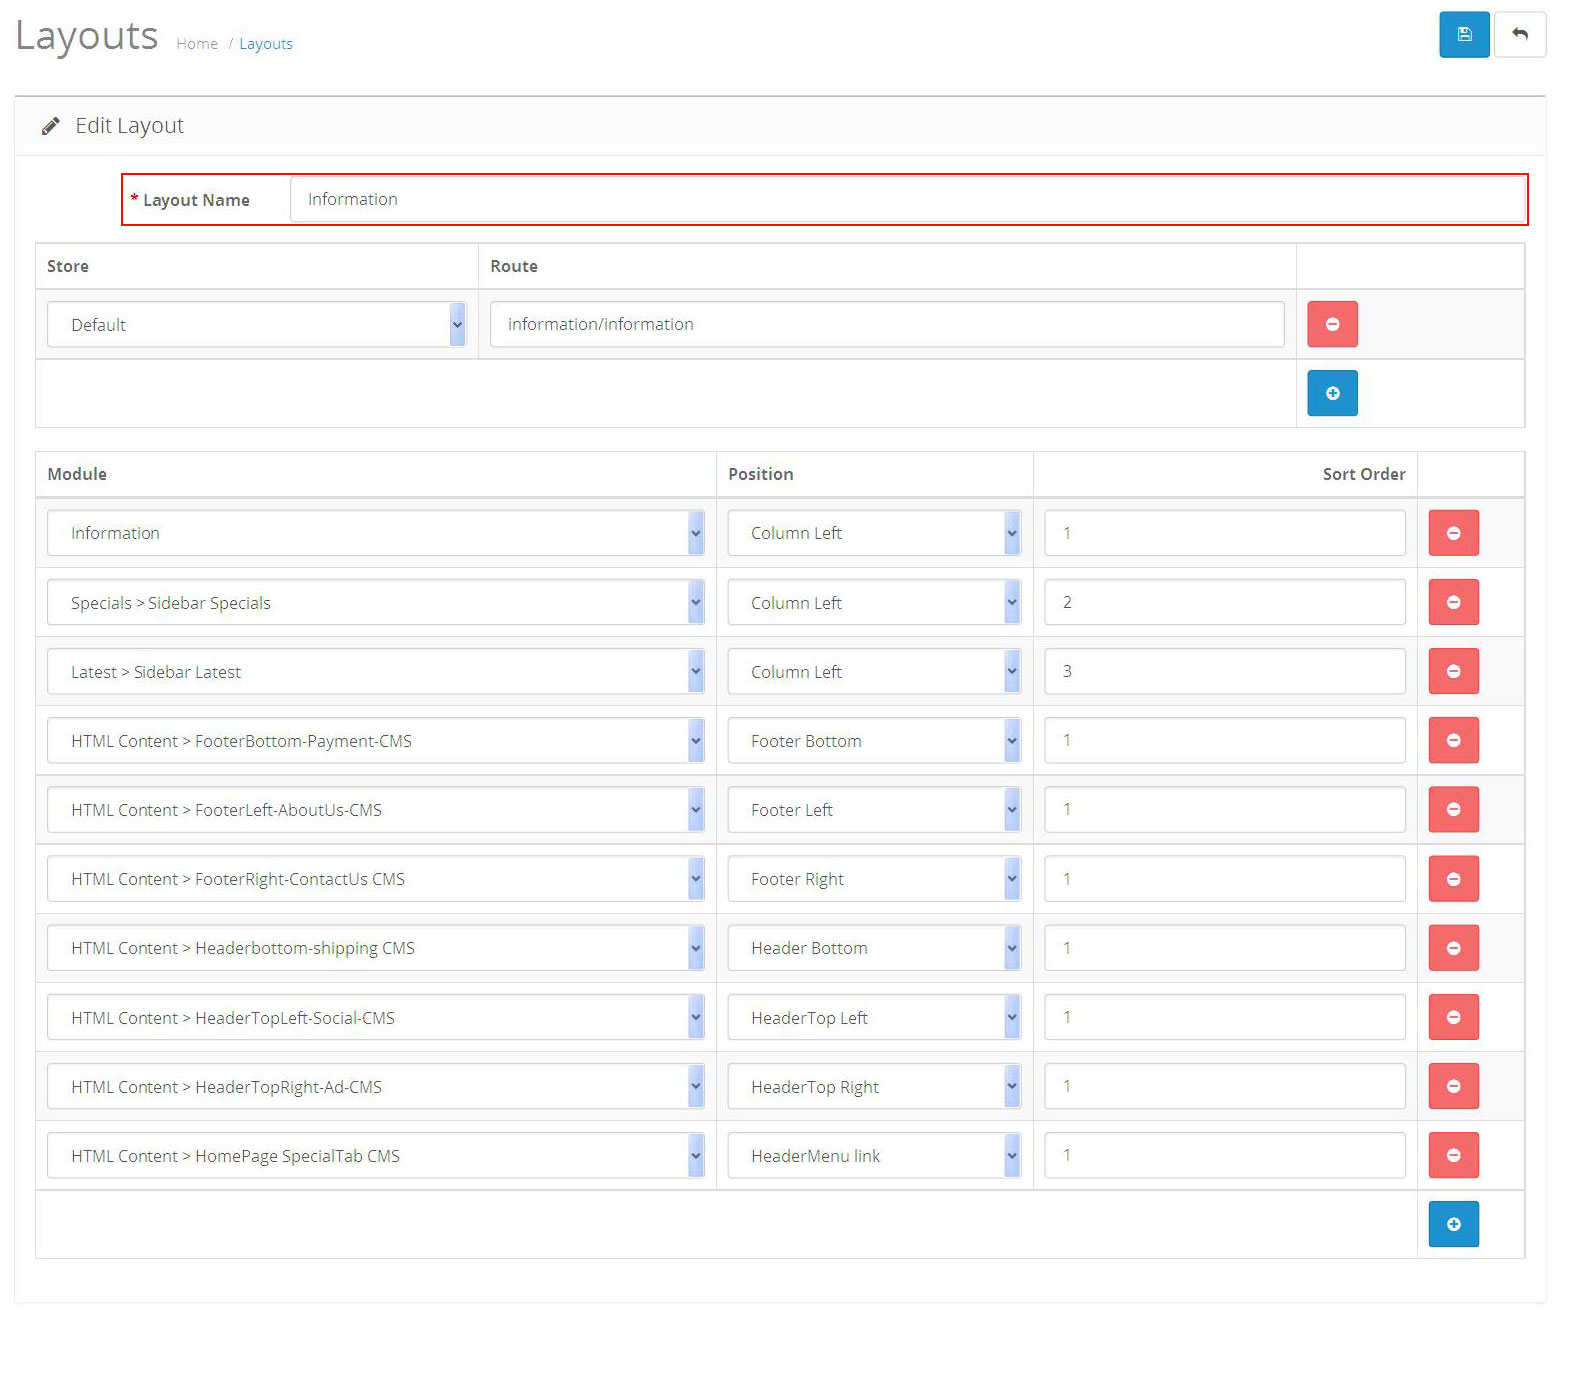 Layouts Home / Layouts
Edit Layout
* Layout Name Information
Store Route
Default information/information
Module Position Sort Order
Information Column Left 1
Specials > Sidebar Specials Column Left 2
Latest > Sidebar Latest Column Left 3
HTML Content > FooterBottom-Payment-CMS Footer Bottom 1
HTML Content > FooterLeft-AboutUs-CMS Footer Left 1
HTML Content > FooterRight-ContactUs CMS Footer Right 1
HTML Content > Headerbottom-shipping CMS Header Bottom 1
HTML Content > HeaderTopLeft-Social-CMS HeaderTop Left 1
HTML Content > HeaderTopRight-Ad-CMS HeaderTop Right 1
HTML Content > HomePage SpecialTab CMS HeaderMenu link 1